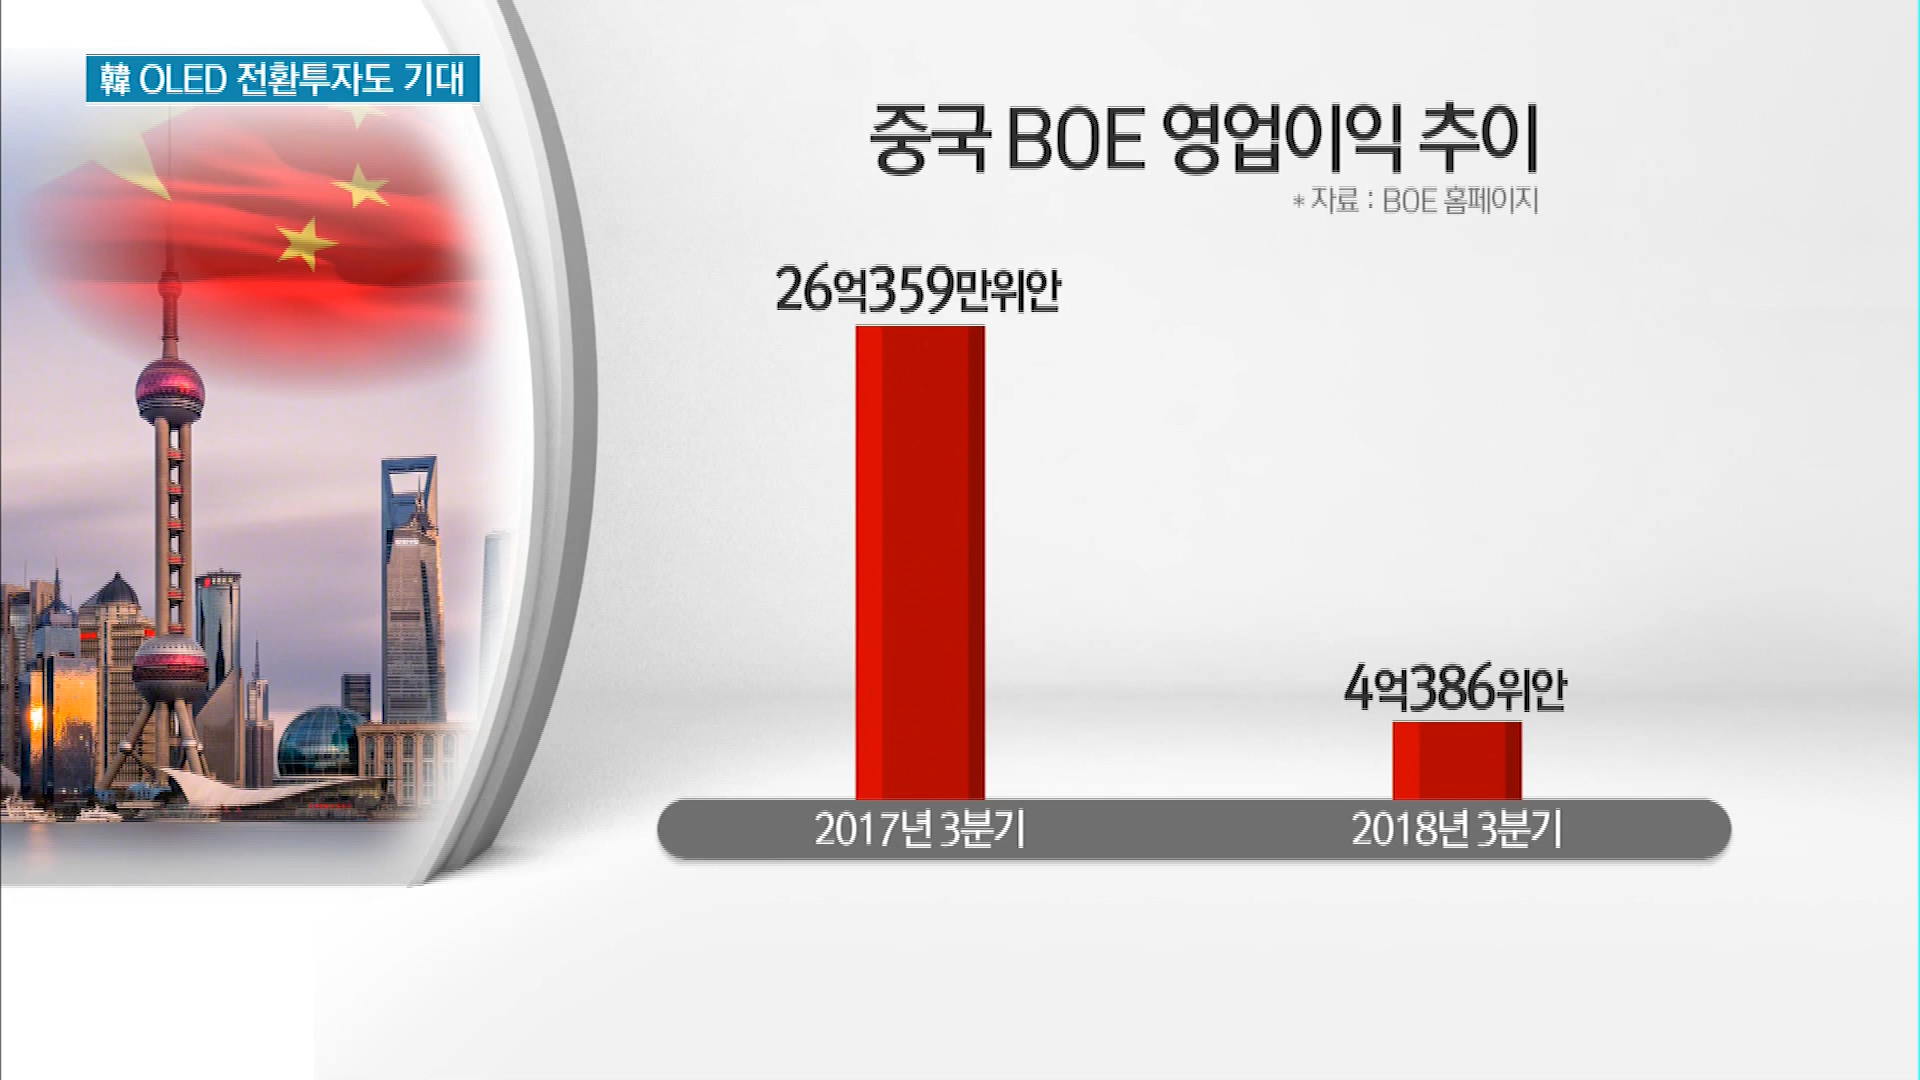 韓 OLED 전환투자도 기대
중국 BOE 영업이익 추이
* 자료 : BOE 홈페이지
26억359만위안
4억386위안
2017년 3분기
2018년 3분기